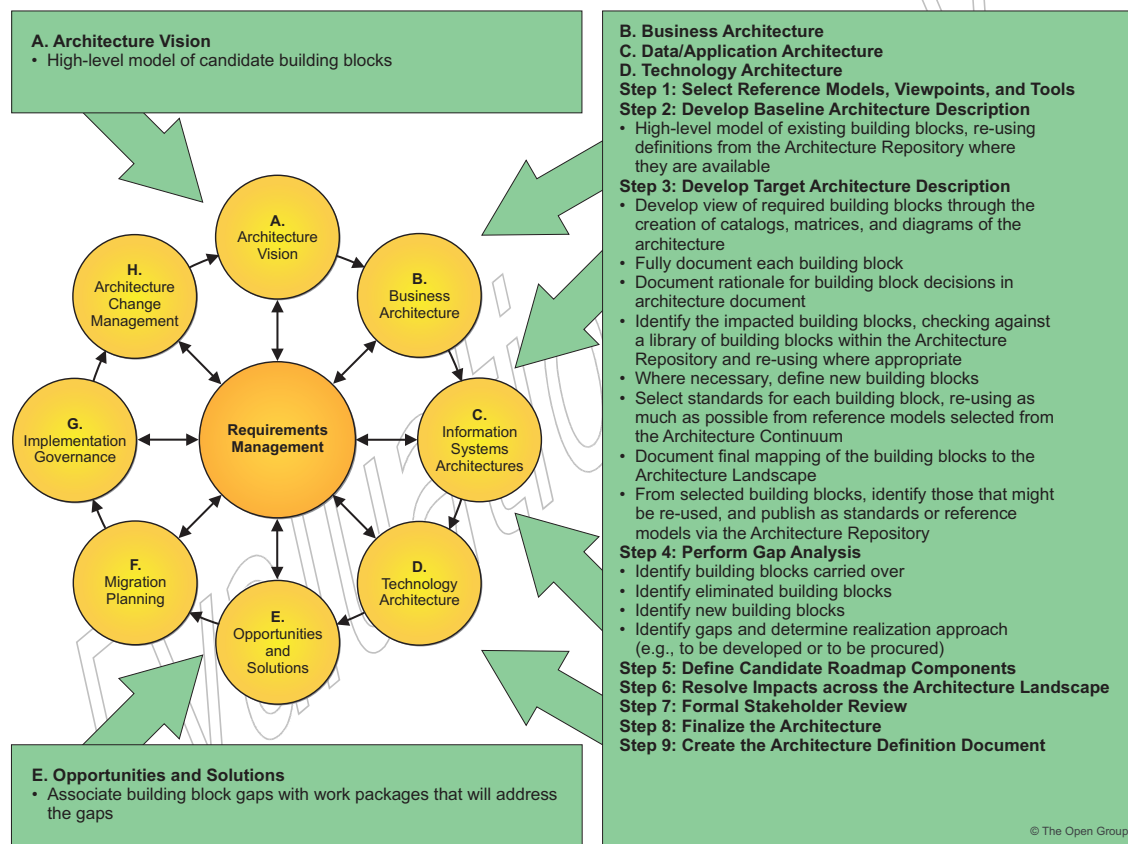 A. Architecture Vision
• High-level model of candidate building blocks
B. Business Architecture
C. Data/Application Architecture
D. Technology Architecture
Step 1: Select Reference Models, Viewpoints, and Tools
Step 2: Develop Baseline Architecture Description
• High-level model of existing building blocks, re-using
definitions from the Architecture Repository where
they are available
Step 3: Develop Target Architecture Description
• Develop view of required building blocks through the
creation of catalogs, matrices, and diagrams of the
architecture
• Fully document each building block
• Document rationale for building block decisions in
architecture document
• Identify the impacted building blocks, checking against
a library of building blocks within the Architecture
Repository and re-using where appropriate
• Where necessary, define new building blocks
• Select standards for each building block, re-using as
much as possible from reference models selected from
the Architecture Continuum
• Document final mapping of the building blocks to the
Architecture Landscape
• From selected building blocks, identify those that might
be re-used, and publish as standards or reference
models via the Architecture Repository
Step 4: Perform Gap Analysis
• Identify building blocks carried over
• Identify eliminated building blocks
• Identify new building blocks
• Identify gaps and determine realization approach
(e.g., to be developed or to be procured)
Step 5: Define Candidate Roadmap Components
Step 6: Resolve Impacts across the Architecture Landscape
Step 7: Formal Stakeholder Review
Step 8: Finalize the Architecture
Step 9: Create the Architecture Definition Document
A.
Architecture
Vision
B.
Business
Architecture
C.
Information
Systems
Architectures
D.
Technology
Architecture
E.
Opportunities
and
Solutions
F.
Migration
Planning
G.
Implementation
Governance
H.
Architecture
Change
Management
Requirements
Management
E. Opportunities and Solutions
• Associate building block gaps with work packages that will address
the gaps
© The Open Group